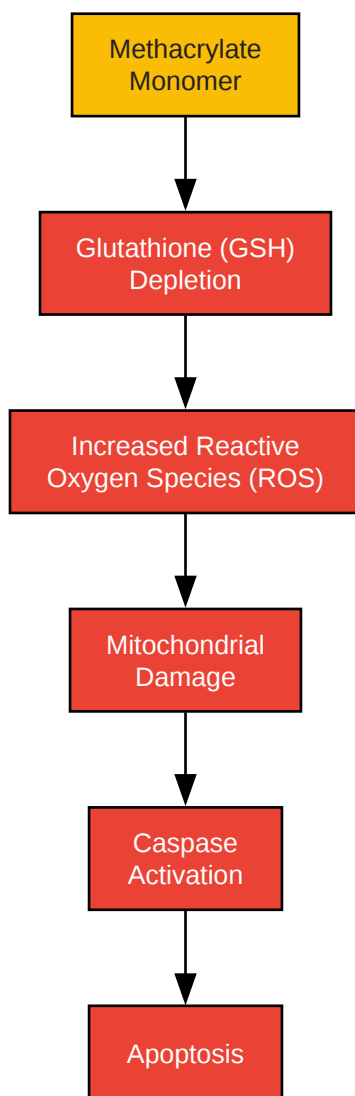 Methacrylate
Monomer
Glutathione (GSH)
Depletion
Increased Reactive
Oxygen Species (ROS)
Mitochondrial
Damage
Caspase
Activation
Apoptosis